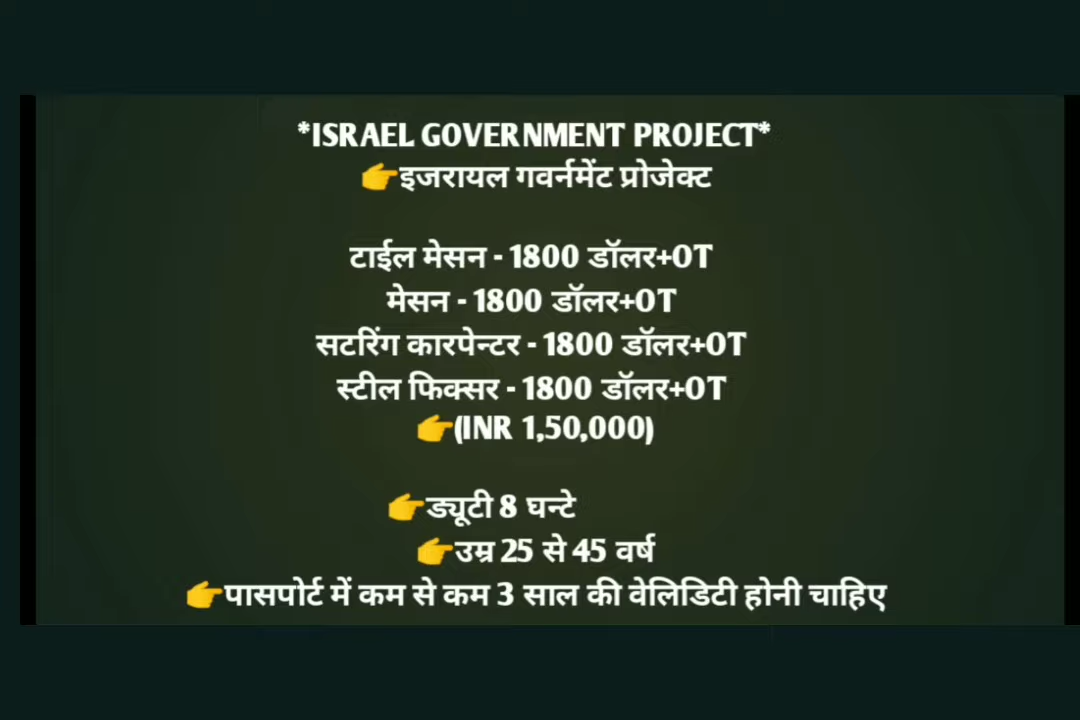 *ISRAEL GOVERNMENT PROJECT*
👉इजरायल गवर्नमेंट प्रोजेक्ट
टाईल मेसन - 1800 डॉलर+OT
मेसन - 1800 डॉलर+OT
सटरिंग कारपेन्टर - 1800 डॉलर+OT
स्टील फिक्सर - 1800 डॉलर+OT
👉(INR 1,50,000)
👉ड्यूटी 8 घन्टे
👉उम्र 25 से 45 वर्ष
👉पासपोर्ट में कम से कम 3 साल की वेलिडिटी होनी चाहिए